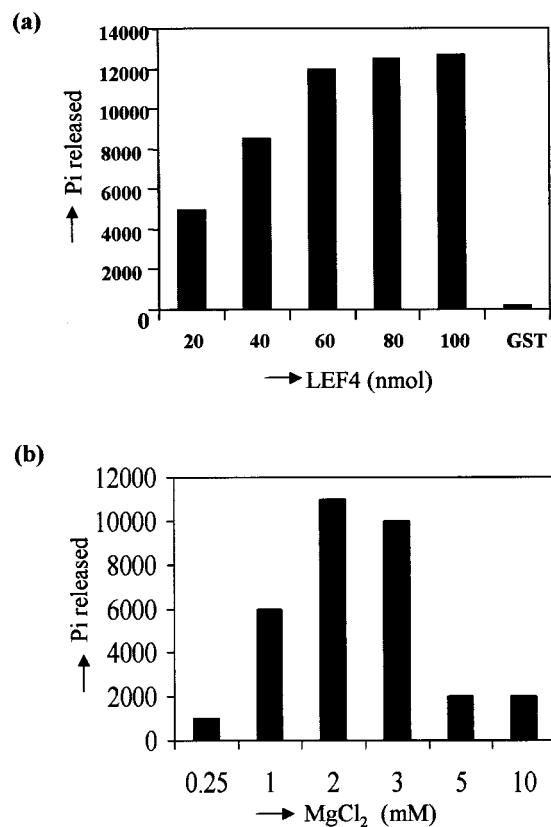 (a)
14000
12000
10000
8000
6000
4000
2000
0
→ Pi released
20 40 60 80 100 GST
→ LEF4 (nmol)
(b)
12000
10000
8000
6000
4000
2000
0
→ Pi released
0.25 1 2 3 5 10
→ MgCl₂ (mM)